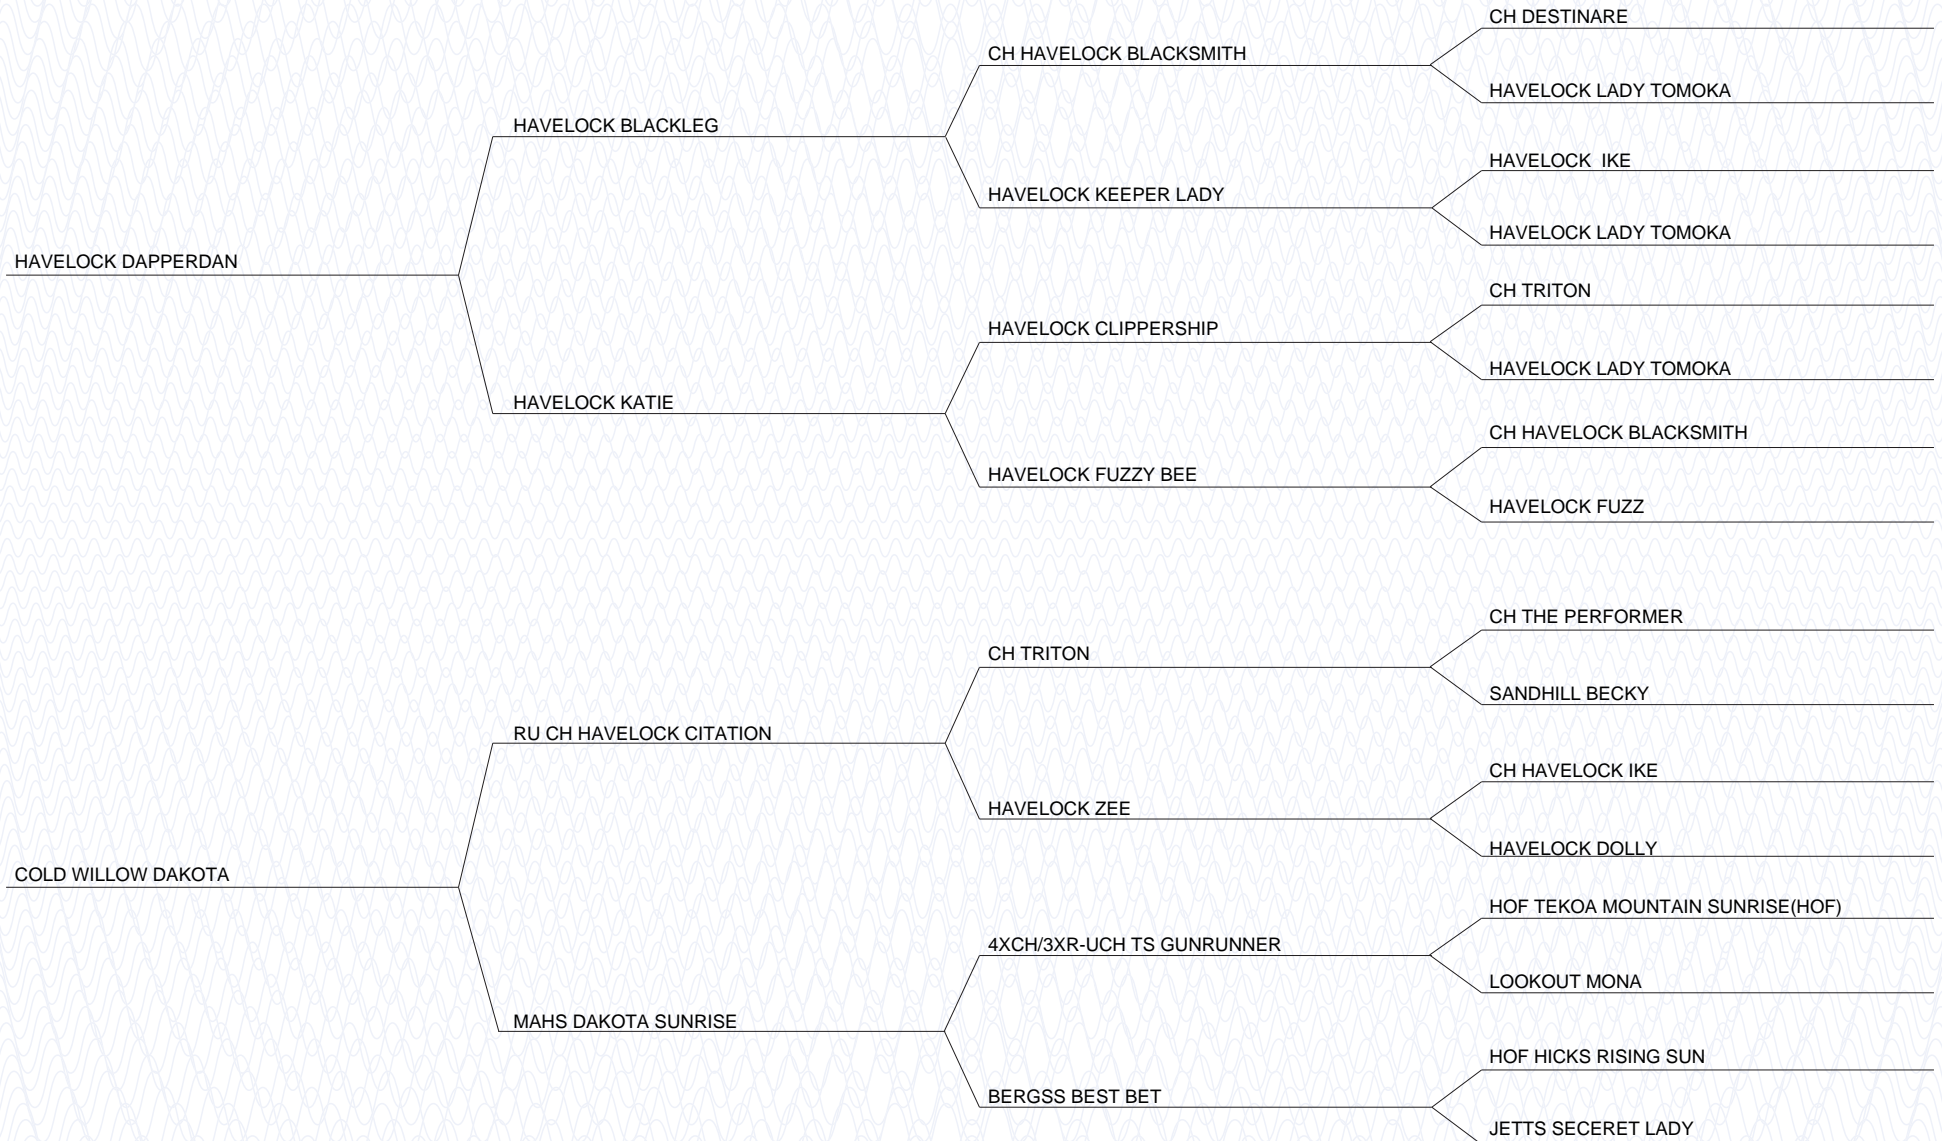 CH DESTINARE
CH HAVELOCK BLACKSMITH
HAVELOCK LADY TOMOKA
HAVELOCK BLACKLEG
HAVELOCK  IKE
HAVELOCK KEEPER LADY
HAVELOCK LADY TOMOKA
HAVELOCK DAPPERDAN
CH TRITON
HAVELOCK CLIPPERSHIP
HAVELOCK LADY TOMOKA
HAVELOCK KATIE
CH HAVELOCK BLACKSMITH
HAVELOCK FUZZY BEE
HAVELOCK FUZZ
CH THE PERFORMER
CH TRITON
SANDHILL BECKY
RU CH HAVELOCK CITATION
CH HAVELOCK IKE
HAVELOCK ZEE
HAVELOCK DOLLY
COLD WILLOW DAKOTA
HOF TEKOA MOUNTAIN SUNRISE(HOF)
4XCH/3XR-UCH TS GUNRUNNER
LOOKOUT MONA
MAHS DAKOTA SUNRISE
HOF HICKS RISING SUN
BERGSS BEST BET
JETTS SECERET LADY